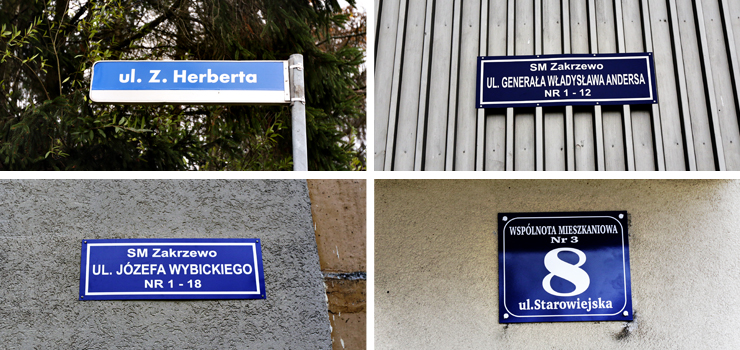 ul. Z. Herberta
SM Zakrzewo
UL. GENERAŁA WŁADYSŁAWA ANDERSA
NR 1 - 12
SM Zakrzewo
UL. JÓZEFA WYBICKIEGO
NR 1 - 18
WSPÓLNOTA MIESZKANIOWA
Nr 3
8
ul.Starowiejska